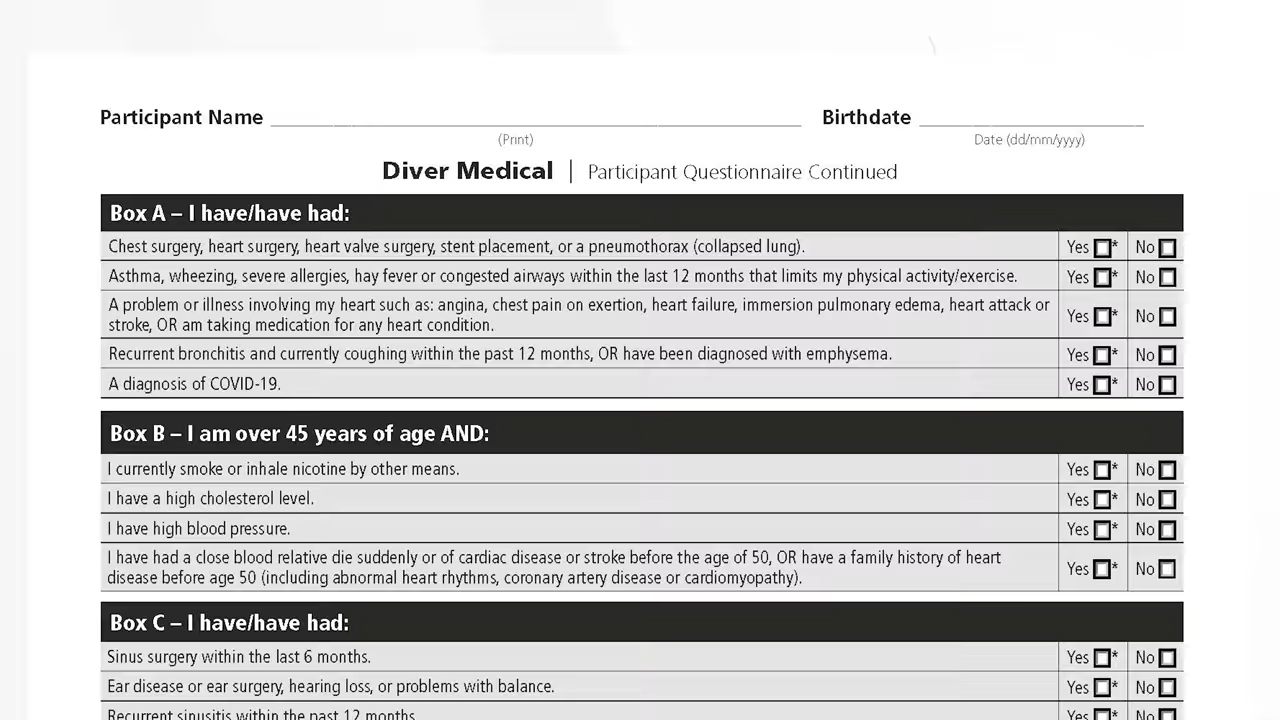 Participant Name Birthdate
(Print) Date (dd/mm/yyyy)
Diver Medical | Participant Questionnaire Continued
Box A – I have/have had:
Chest surgery, heart surgery, heart valve surgery, stent placement, or a pneumothorax (collapsed lung). Yes * No
Asthma, wheezing, severe allergies, hay fever or congested airways within the last 12 months that limits my physical activity/exercise. Yes * No
A problem or illness involving my heart such as: angina, chest pain on exertion, heart failure, immersion pulmonary edema, heart attack or
stroke, OR am taking medication for any heart condition. Yes * No
Recurrent bronchitis and currently coughing within the past 12 months, OR have been diagnosed with emphysema. Yes * No
A diagnosis of COVID-19. Yes * No
Box B – I am over 45 years of age AND:
I currently smoke or inhale nicotine by other means. Yes * No
I have a high cholesterol level. Yes * No
I have high blood pressure. Yes * No
I have had a close blood relative die suddenly or of cardiac disease or stroke before the age of 50, OR have a family history of heart
disease before age 50 (including abnormal heart rhythms, coronary artery disease or cardiomyopathy). Yes * No
Box C – I have/have had:
Sinus surgery within the last 6 months. Yes * No
Ear disease or ear surgery, hearing loss, or problems with balance. Yes * No
Recurrent sinusitis within the past 12 months. Yes * No